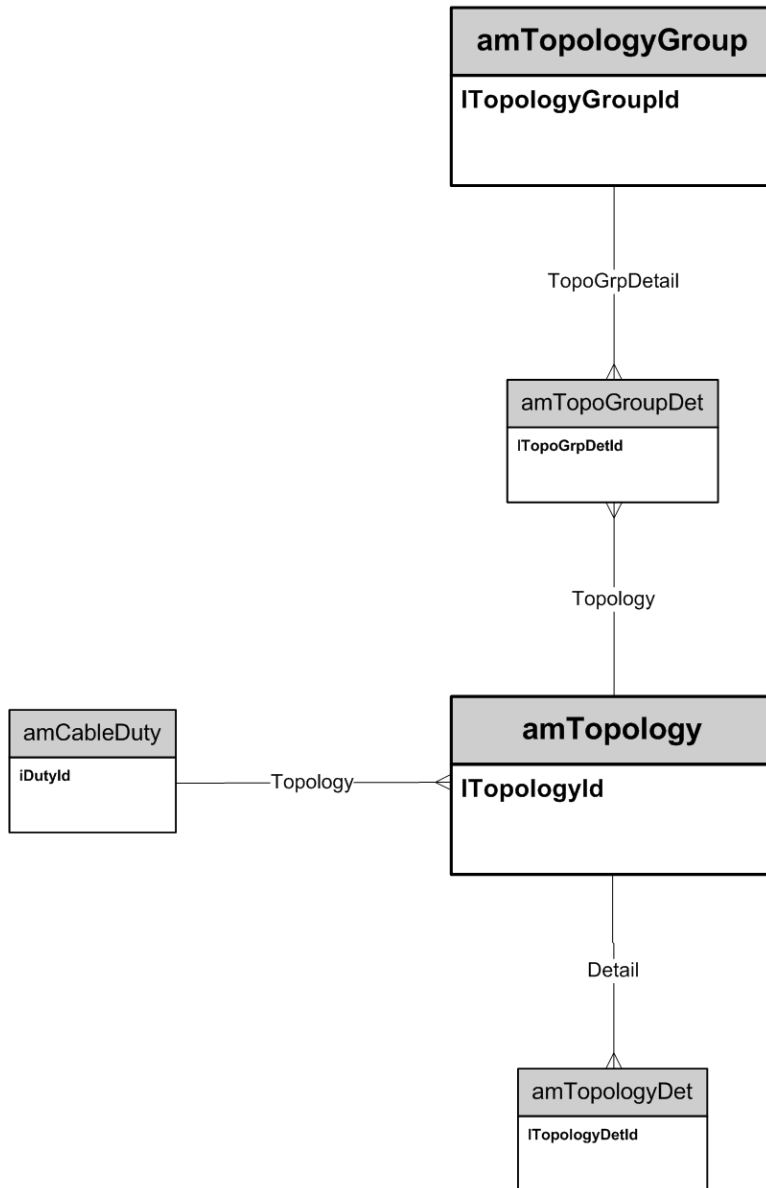 amTopologyGroup
lTopologyGroupId
TopoGrpDetail
amTopoGroupDet
lTopoGrpDetId
Topology
amCableDuty
iDutyId
Topology
amTopology
lTopologyId
Detail
amTopologyDet
lTopologyDetId